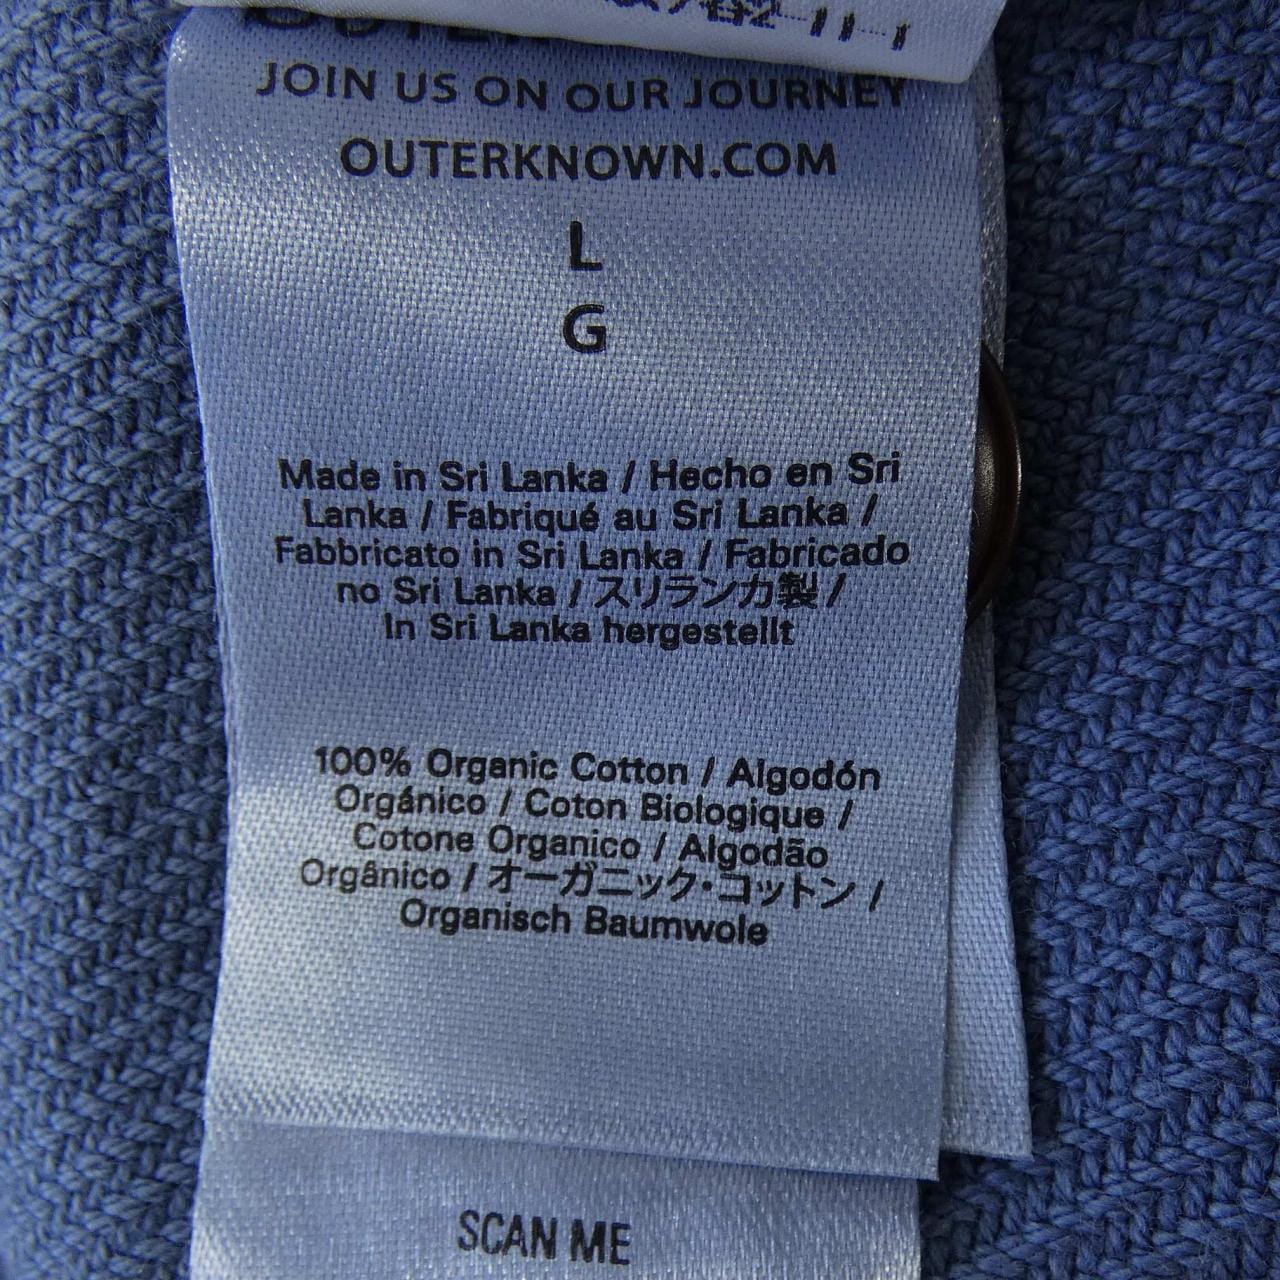 JOIN US ON OUR JOURNEY
OUTERKNOWN.COM
L
G
Made in Sri Lanka / Hecho en Sri
Lanka / Fabriqué au Sri Lanka /
Fabbricato in Sri Lanka / Fabricado
no Sri Lanka / スリランカ製 /
In Sri Lanka hergestellt
100% Organic Cotton / Algodón
Orgánico / Coton Biologique /
Cotone Organico / Algodão
Orgânico / オーガニック・コットン /
Organisch Baumwole
SCAN ME